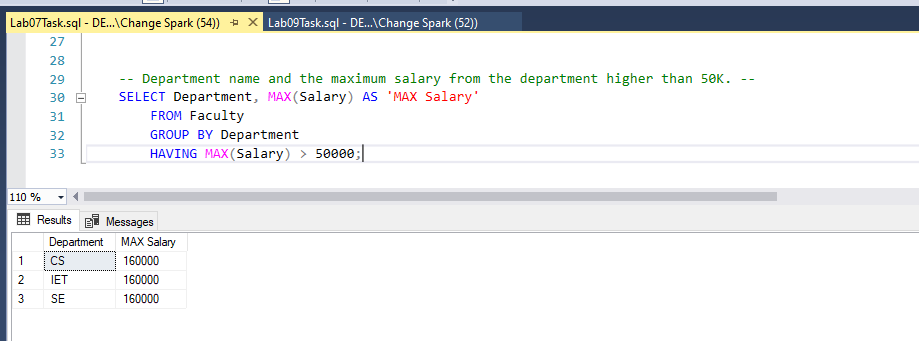 Lab07Task.sql - DE...\Change Spark (54)) Lab09Task.sql - DE...\Change Spark (52))
27
28
29 -- Department name and the maximum salary from the department higher than 50K. --
30 SELECT Department, MAX(Salary) AS 'MAX Salary'
31 FROM Faculty
32 GROUP BY Department
33 HAVING MAX(Salary) > 50000;
110 %
Results Messages
Department MAX Salary
1 CS 160000
2 IET 160000
3 SE 160000